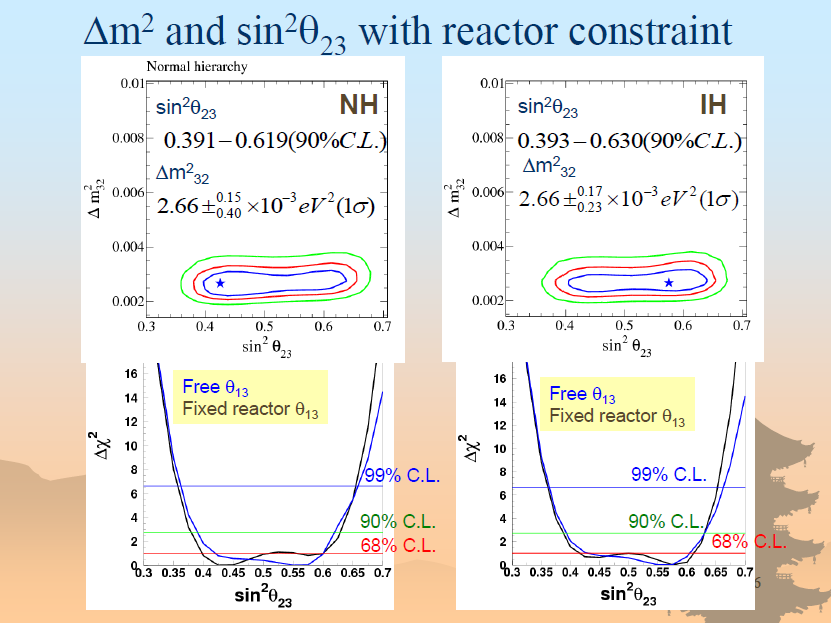 Δm² and sin²θ₂₃ with reactor constraint
Normal hierarchy
0.01
0.008
0.006
0.004
0.002
Δ m²₃₂
sin²θ₂₃
NH
0.391 – 0.619(90%C.L.)
Δm²₃₂
2.66 ±⁰·¹⁵₀.₄₀ ×10⁻³ eV² (1σ)
0.3 0.4 0.5 0.6 0.7
sin² θ₂₃
0.01
0.008
0.006
0.004
0.002
Δ m²₃₂
sin²θ₂₃
IH
0.393 – 0.630(90%C.L.)
Δm²₃₂
2.66 ±⁰·¹⁷₀.₂₃ ×10⁻³ eV² (1σ)
0.3 0.4 0.5 0.6 0.7
sin² θ₂₃
16
14
12
10
8
6
4
2
0
Δχ²
Free θ₁₃
Fixed reactor θ₁₃
99% C.L.
90% C.L.
68% C.L.
0.3 0.35 0.4 0.45 0.5 0.55 0.6 0.65 0.7
sin²θ₂₃
16
14
12
10
8
6
4
2
0
Δχ²
Free θ₁₃
Fixed reactor θ₁₃
99% C.L.
90% C.L.
68% C.L.
0.3 0.35 0.4 0.45 0.5 0.55 0.6 0.65 0.7
sin²θ₂₃